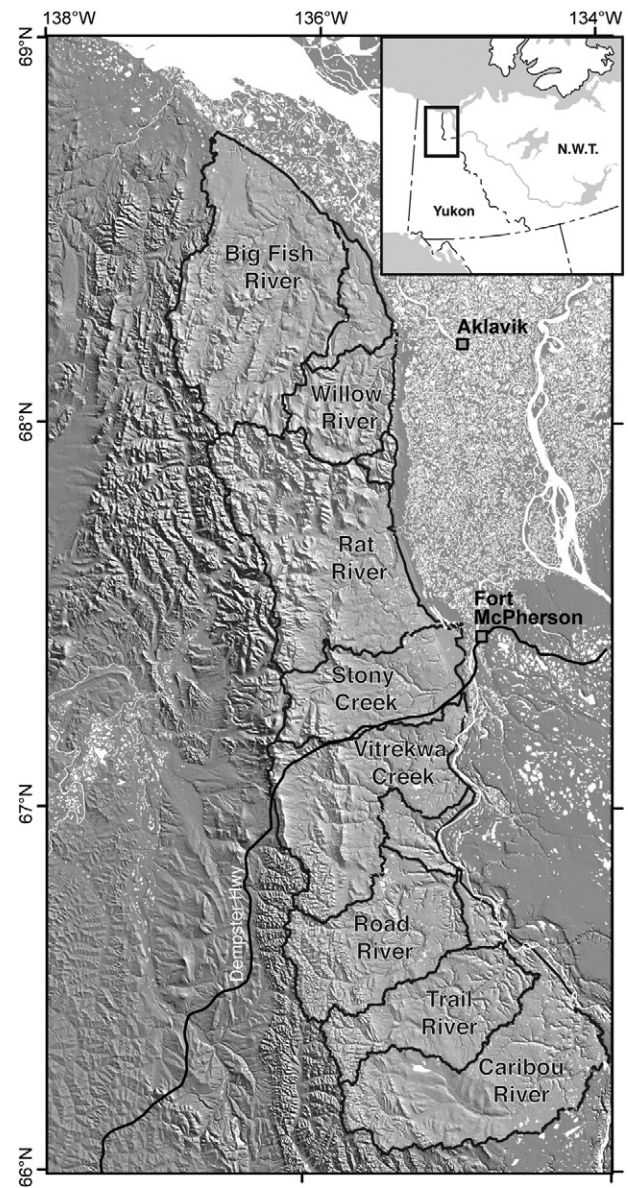 138°W 136°W 134°W
69°N
N.W.T.
Yukon
Big Fish
River
Aklavik
Willow
River
68°N
Rat
River
Fort
McPherson
Stony
Creek
Vitrekwa
Creek
67°N
Dempster Hwy
Road
River
Trail
River
Caribou
River
66°N